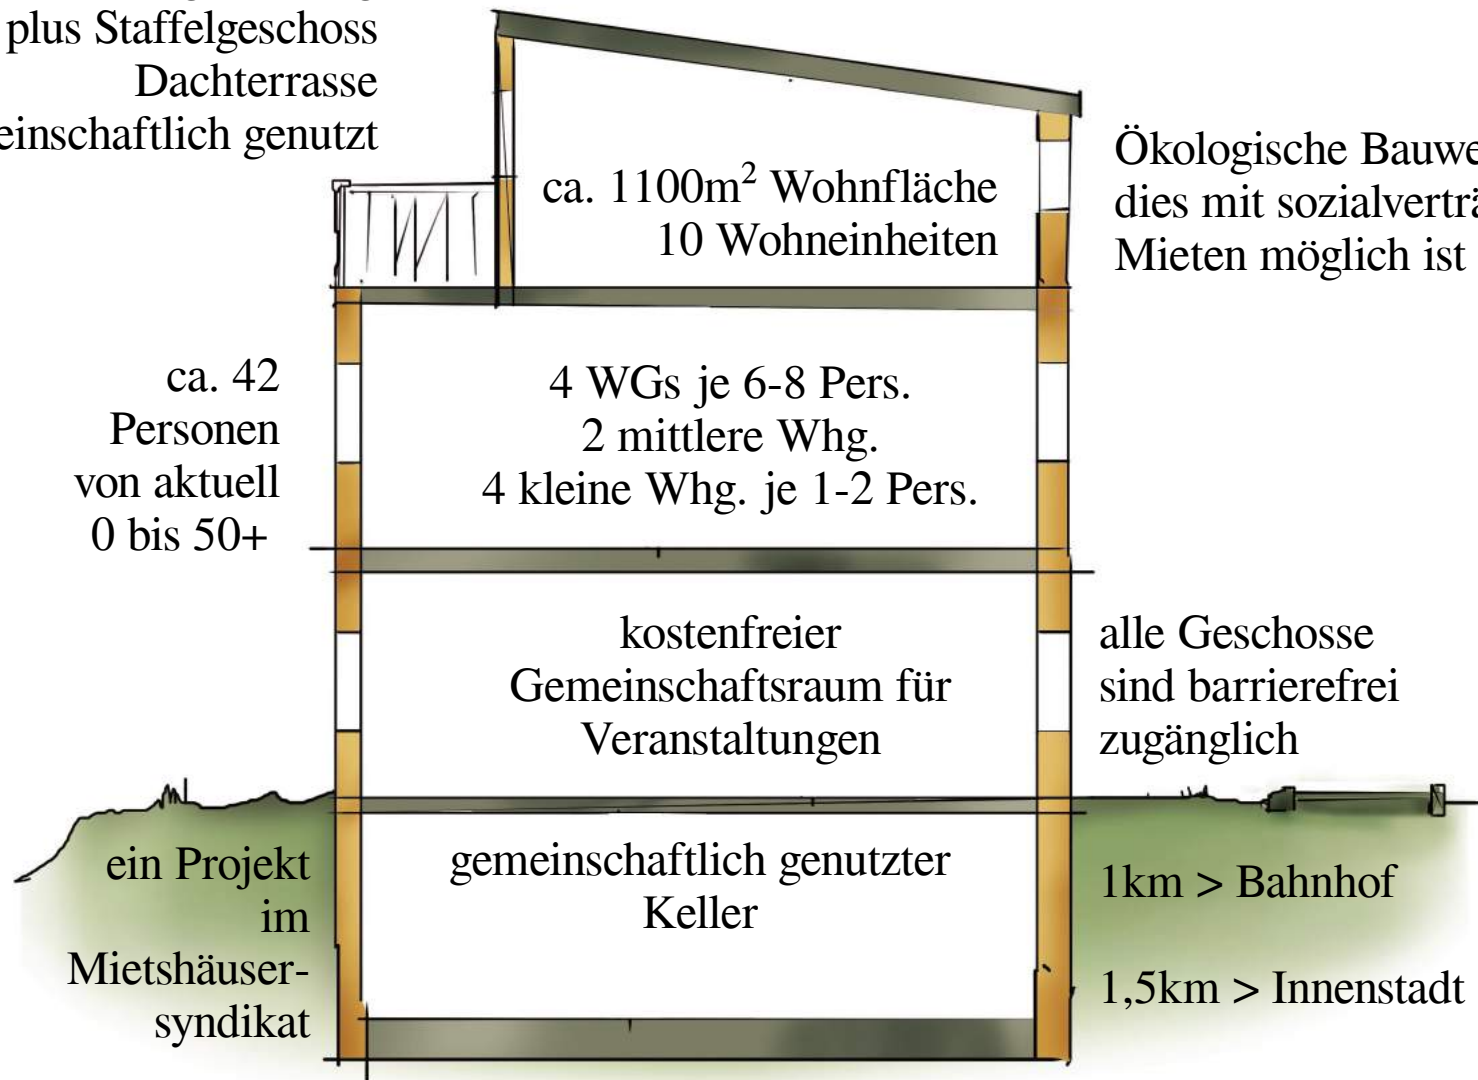 plus Staffelgeschoss
Dachterrasse
einschaftlich genutzt
ca. 1100m² Wohnfläche
10 Wohneinheiten
Ökologische Bauwe
dies mit sozialverträ
Mieten möglich ist
ca. 42
Personen
von aktuell
0 bis 50+
4 WGs je 6-8 Pers.
2 mittlere Whg.
4 kleine Whg. je 1-2 Pers.
kostenfreier
Gemeinschaftsraum für
Veranstaltungen
alle Geschosse
sind barrierefrei
zugänglich
ein Projekt
im
Mietshäuser-
syndikat
gemeinschaftlich genutzter
Keller
1km > Bahnhof
1,5km > Innenstadt